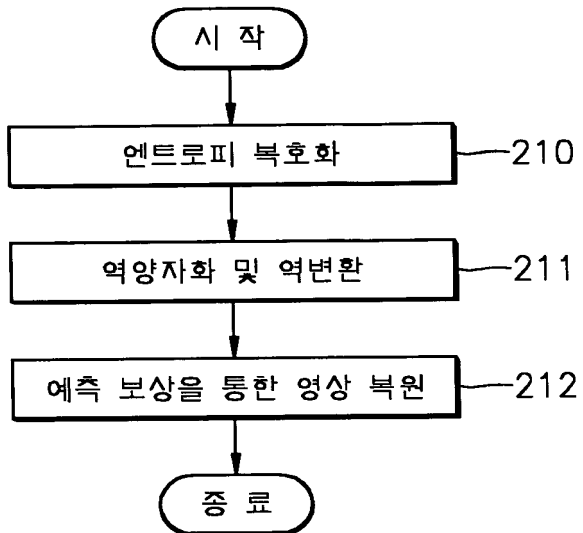 시 작
엔트로피 복호화
210
역양자화 및 역변환
211
예측 보상을 통한 영상 복원
212
종 료